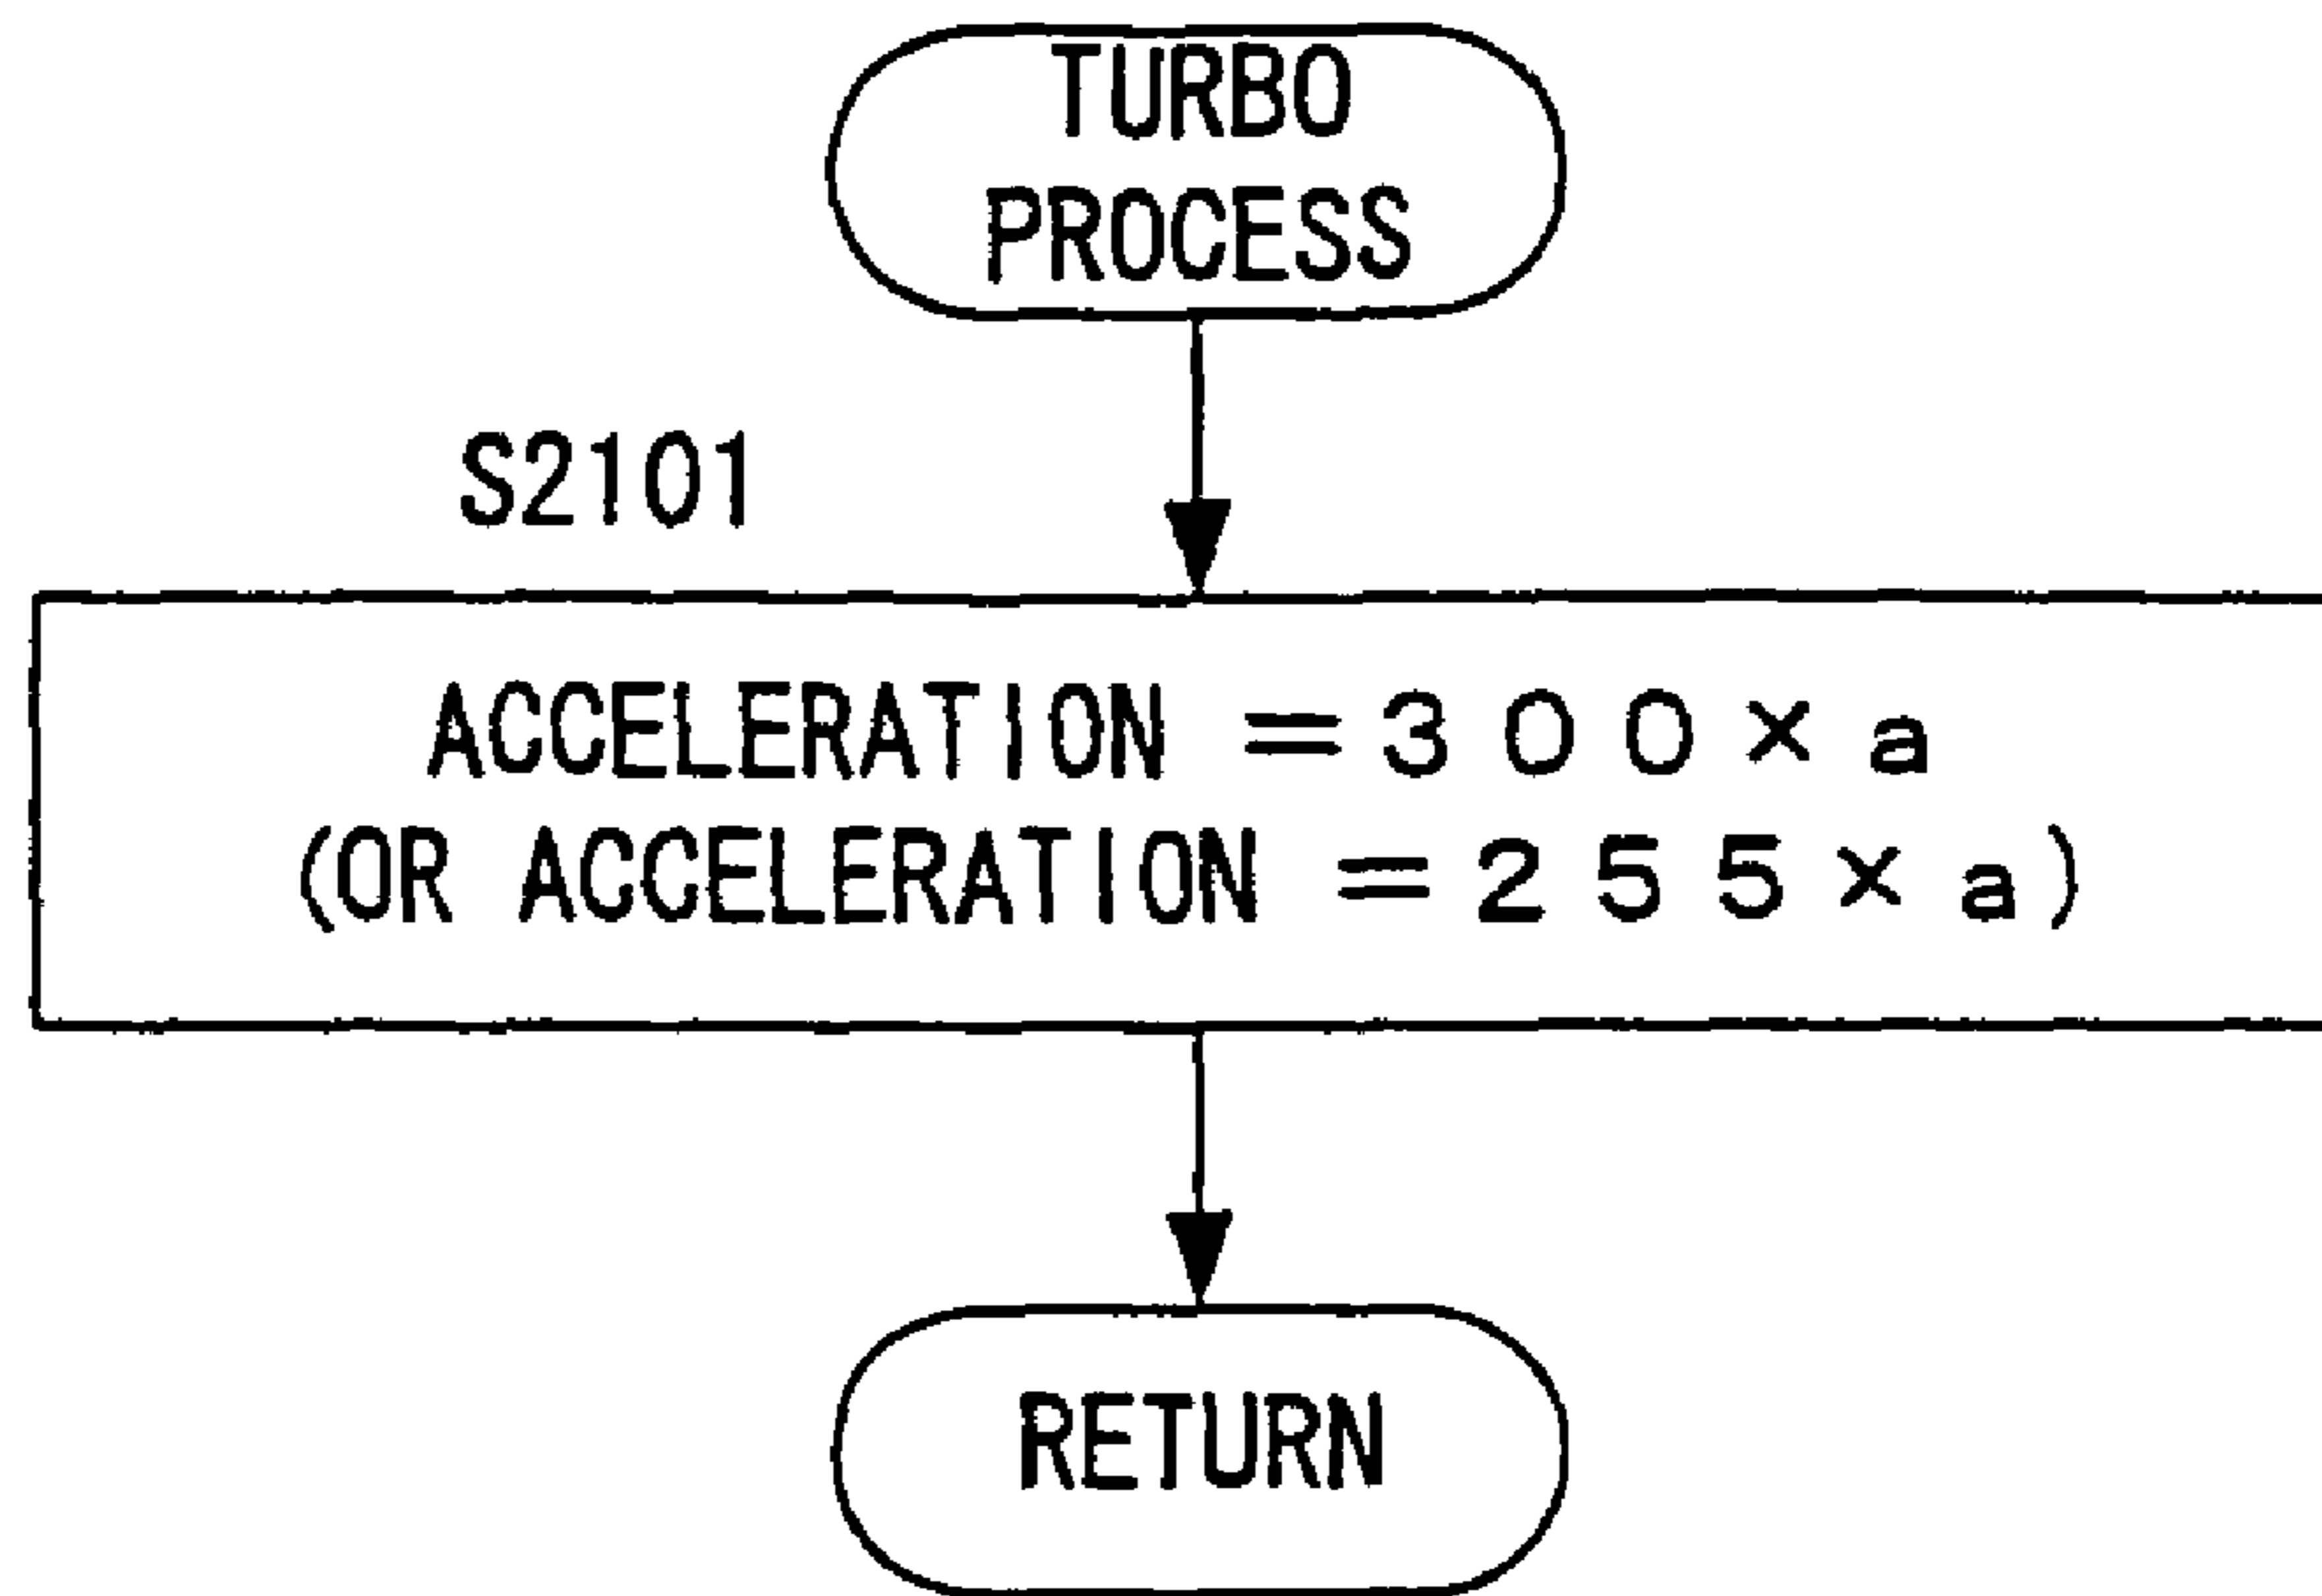 TURBO
PROCESS
S2101
ACCELERATION =300×a
(OR ACCELERATION =255×a)
RETURN